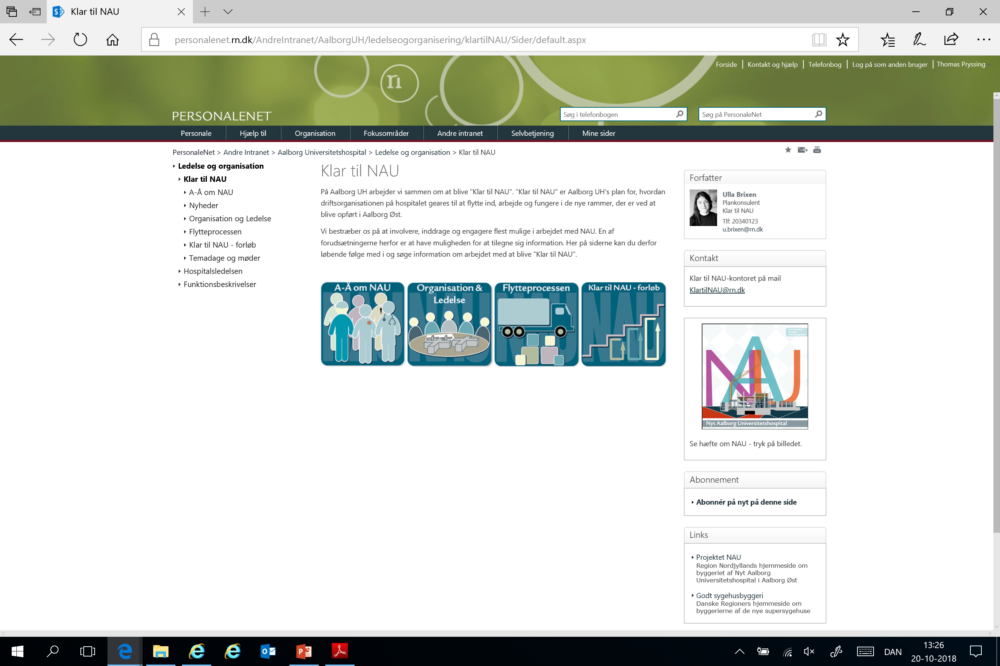 Klar til NAU
personalenet.rn.dk/AndreIntranet/AalborgUH/ledelseogorganisering/klartilNAU/Sider/default.aspx
Forside
Kontakt og hjælp
Telefonbog
Log på som anden bruger
Thomas Pryssing
rn
PERSONALENET
Søg i telefonbogen
Søg på PersonaleNet
Personale
Hjælp til
Organisation
Fokusområder
Andre intranet
Selvbetjening
Mine sider
PersonaleNet > Andre Intranet > Aalborg Universitetshospital > Ledelse og organisation > Klar til NAU
Ledelse og organisation
Klar til NAU
A-Å om NAU
Nyheder
Organisation og Ledelse
Flytteprocessen
Klar til NAU - forløb
Temadage og møder
Hospitalsledelsen
Funktionsbeskrivelser
Klar til NAU
På Aalborg UH arbejder vi sammen om at blive "Klar til NAU". "Klar til NAU" er Aalborg UH's plan for, hvordan
driftsorganisationen på hospitalet geares til at flytte ind, arbejde og fungere i de nye rammer, der er ved at
blive opført i Aalborg Øst.
Vi bestræber os på at involvere, inddrage og engagere flest mulige i arbejdet med NAU. En af
forudsætningerne herfor er at have muligheden for at tilegne sig information. Her på siderne kan du derfor
løbende følge med i og søge information om arbejdet med at blive "Klar til NAU".
A-Å om NAU
Organisation &
Ledelse
Flytteprocessen
Klar til NAU - forløb
Forfatter
Ulla Brixen
Plankonsulent
Klar til NAU
Tlf: 20340123
u.brixen@rn.dk
Kontakt
Klar til NAU-kontoret på mail
KlartilNAU@rn.dk
NAU
Nyt Aalborg Universitetshospital
Se hæfte om NAU - tryk på billedet.
Abonnement
Abonnér på nyt på denne side
Links
Projektet NAU
Region Nordjyllands hjemmeside om
byggeriet af Nyt Aalborg
Universitetshospital i Aalborg Øst
Godt sygehusbyggeri
Danske Regioners hjemmeside om
byggerierne af de nye supersygehuse
DAN
13:26
20-10-2018